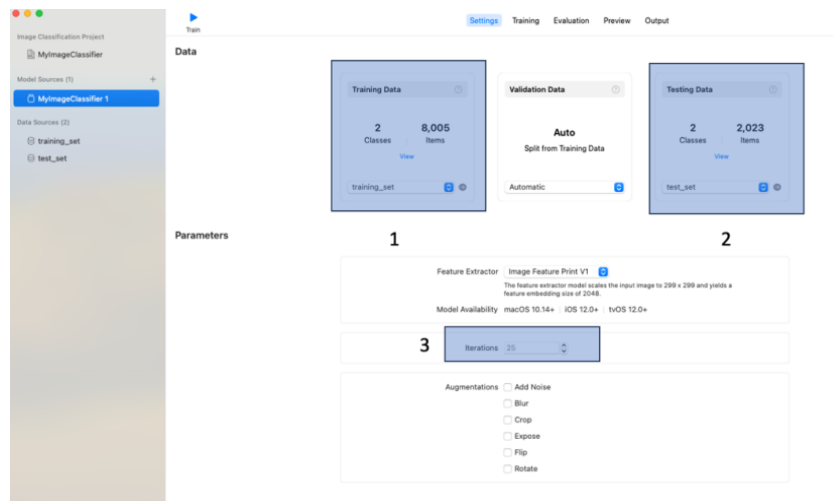 Train
Settings Training Evaluation Preview Output
Image Classification Project
MyImageClassifier
Model Sources (1) +
MyImageClassifier 1
Data Sources (2)
training_set
test_set
Data
Training Data ?
2 8,005
Classes Items
View
training_set
Validation Data ?
Auto
Split from Training Data
Automatic
Testing Data ?
2 2,023
Classes Items
View
test_set
1 2
Parameters
Feature Extractor Image Feature Print V1
The feature extractor model scales the input image to 299 x 299 and yields a
feature embedding size of 2048.
Model Availability macOS 10.14+ iOS 12.0+ tvOS 12.0+
3 Iterations 25
Augmentations Add Noise
Blur
Crop
Expose
Flip
Rotate